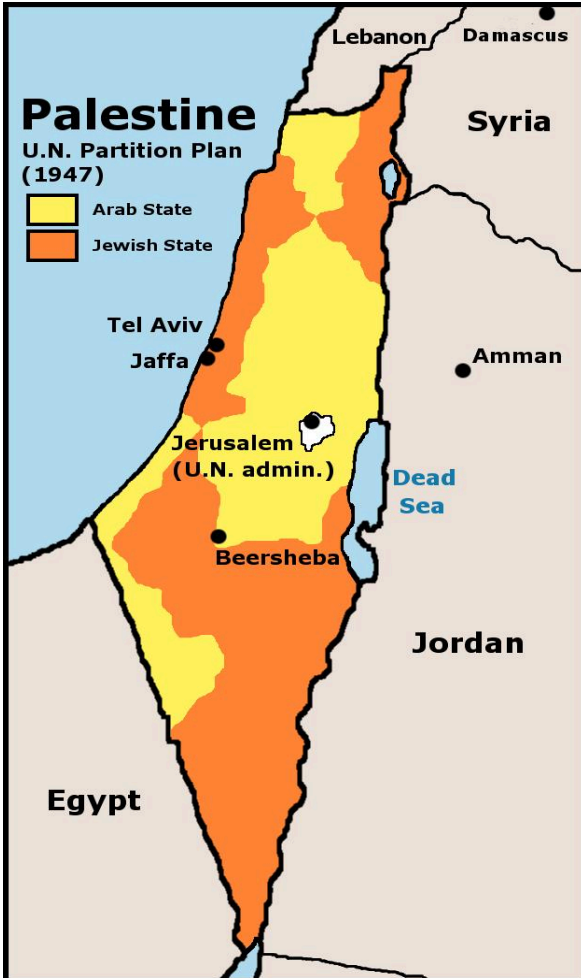 Lebanon
Damascus
Palestine
U.N. Partition Plan
(1947)
Syria
Arab State
Jewish State
Tel Aviv
Jaffa
Amman
Jerusalem
(U.N. admin.)
Dead
Sea
Beersheba
Jordan
Egypt